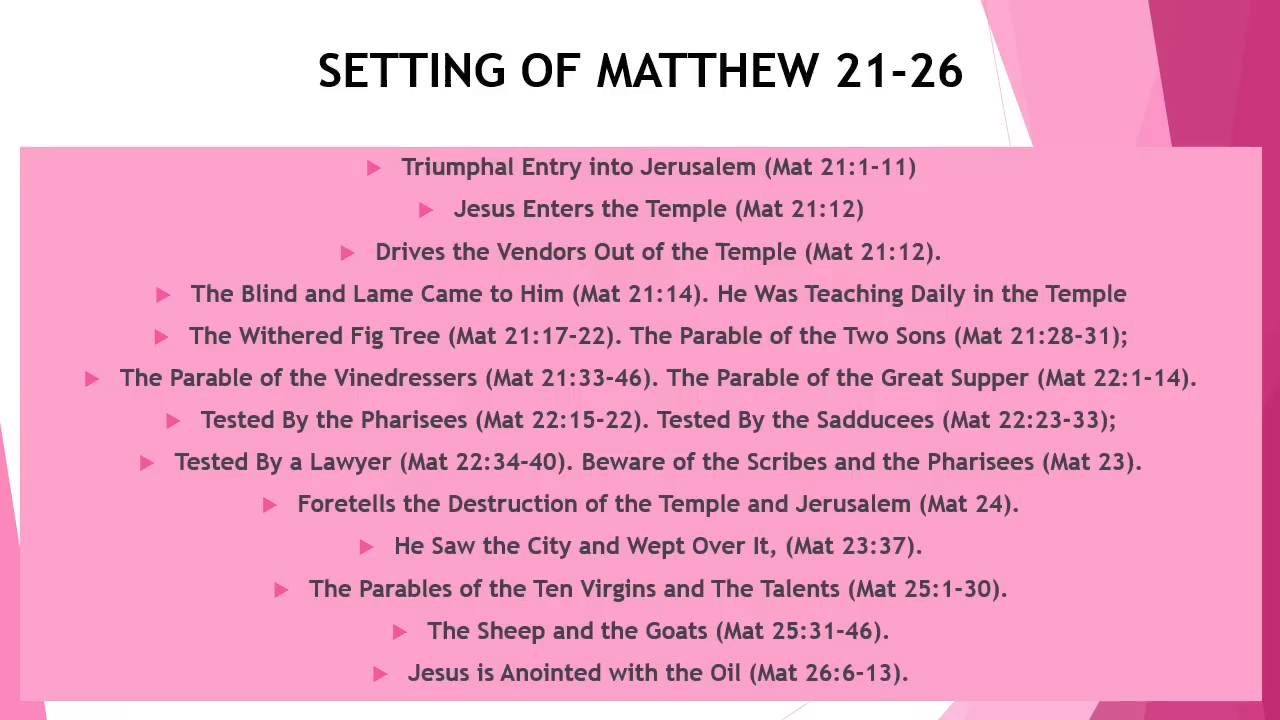 SETTING OF MATTHEW 21-26
Triumphal Entry into Jerusalem (Mat 21:1-11)
Jesus Enters the Temple (Mat 21:12)
Drives the Vendors Out of the Temple (Mat 21:12).
The Blind and Lame Came to Him (Mat 21:14). He Was Teaching Daily in the Temple
The Withered Fig Tree (Mat 21:17-22). The Parable of the Two Sons (Mat 21:28-31);
The Parable of the Vinedressers (Mat 21:33-46). The Parable of the Great Supper (Mat 22:1-14).
Tested By the Pharisees (Mat 22:15-22). Tested By the Sadducees (Mat 22:23-33);
Tested By a Lawyer (Mat 22:34-40). Beware of the Scribes and the Pharisees (Mat 23).
Foretells the Destruction of the Temple and Jerusalem (Mat 24).
He Saw the City and Wept Over It, (Mat 23:37).
The Parables of the Ten Virgins and The Talents (Mat 25:1-30).
The Sheep and the Goats (Mat 25:31-46).
Jesus is Anointed with the Oil (Mat 26:6-13).